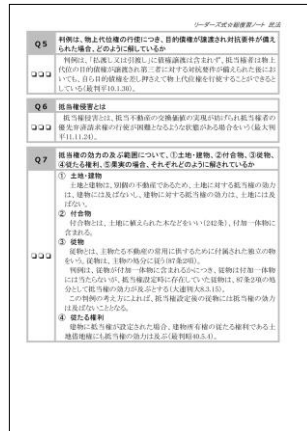 リーダーズ式☆総整理ノート 民法
Q5 判例は、物上代位権の行使につき、目的債権が譲渡され対抗要件が備え
られた場合、どのように解しているか
□□□ 判例は、「払渡し又は引渡し」に債権譲渡は含まれず、抵当権者は物上
代位の目的債権が譲渡され第三者に対する対抗要件が備えられた後にお
いても、自ら目的債権を差し押さえて物上代位権を行使することができると
している(最判平10.1.30)。
Q6 抵当権侵害とは
□□□ 抵当権侵害とは、抵当不動産の交換価値の実現が妨げられ抵当権者の
優先弁済請求権の行使が困難となるような状態がある場合をいう(最大判
平11.11.24)。
Q7 抵当権の効力の及ぶ範囲について、①土地・建物、②付合物、③従物、
④従たる権利、⑤果実の場合、それぞれどのように解されているか
□□□ ① 土地・建物
土地と建物は、別個の不動産であるため、土地に対する抵当権の効力
は、建物には及ばないし、建物に対する抵当権の効力は、土地には及
ばない。
② 付合物
付合物とは、土地に植えられた木などをいい(242条)、付加一体物に
含まれる。
③ 従物
従物とは、主物たる不動産の常用に供するために付属された独立の物
をいう。従物は、主物の処分に従う(87条2項)。
判例は、従物が付加一体物に含まれるかにつき、従物は付加一体物
には当たらないが、抵当権設定時に存在していた従物は、87条2項の処
分として抵当権の効力が及ぶとする(大連判大8.3.15)。
この判例の考え方によれば、抵当権設定後の従物には抵当権の効力
は及ばないこととなる。
④ 従たる権利
建物に抵当権が設定された場合、建物所有権の従たる権利である土
地賃借権にも抵当権の効力は及ぶ(最判昭40.5.4)。